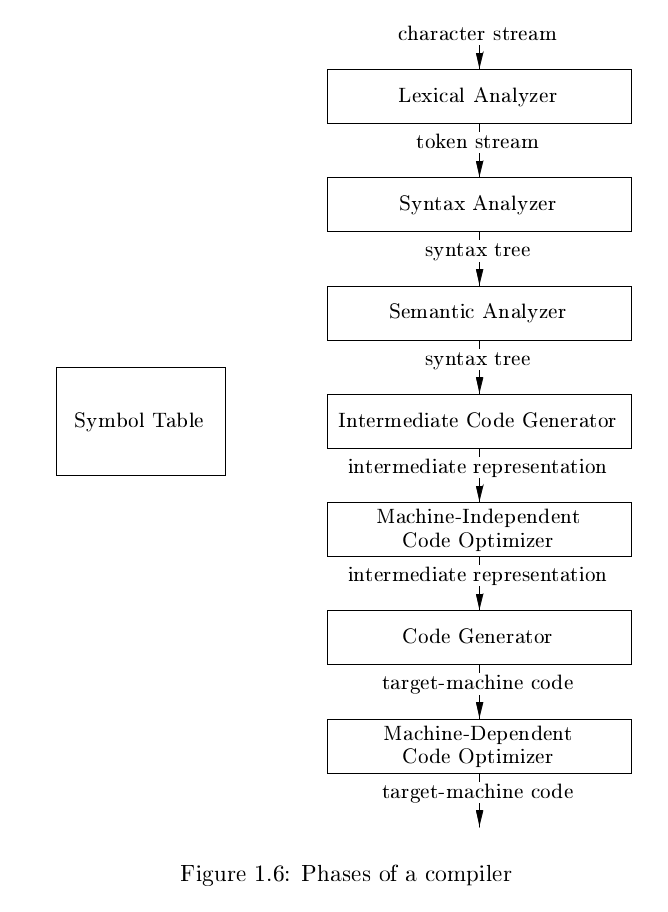 character stream
Lexical Analyzer
token stream
Syntax Analyzer
syntax tree
Semantic Analyzer
syntax tree
Symbol Table
Intermediate Code Generator
intermediate representation
Machine-Independent
Code Optimizer
intermediate representation
Code Generator
target-machine code
Machine-Dependent
Code Optimizer
target-machine code
Figure 1.6: Phases of a compiler